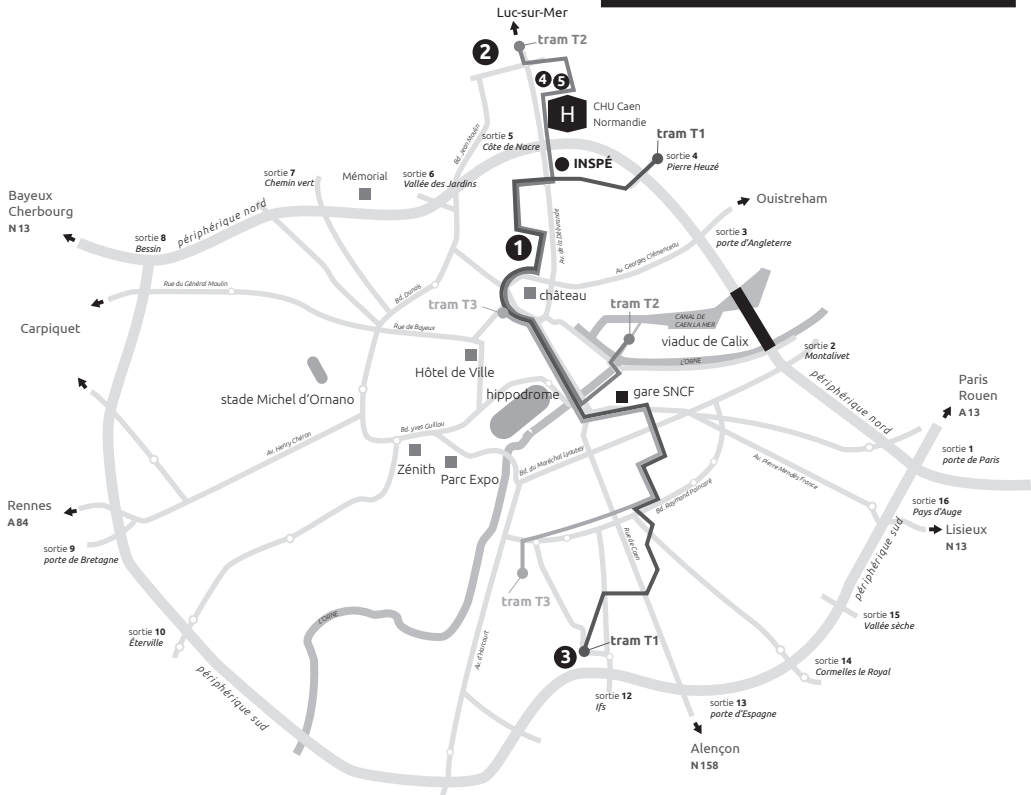 Luc-sur-Mer
tram T2
2
4 5
H
CHU Caen
Normandie
tram T1
sortie 5
Côte de Nacre
Bd. Jean Moulin
INSPÉ
sortie 4
Pierre Heuzé
sortie 7
Chemin vert
Mémorial
sortie 6
Vallée des Jardins
Bayeux
Cherbourg
N 13
périphérique nord
Ouistreham
sortie 8
Bessin
Av. de la Délivrande
sortie 3
porte d'Angleterre
1
Av. Georges Clémenceau
Rue du Général Moulin
Bd. Dunois
château
tram T3
tram T2
CANAL DE
CAEN LA MER
Carpiquet
Rue de Bayeux
viaduc de Calix
L'ORNE
sortie 2
Montalivet
Hôtel de Ville
périphérique nord
Paris
Rouen
A 13
stade Michel d'Ornano
hippodrome
gare SNCF
Bd. yves Guillou
Av. Henry Chéron
Zénith
Parc Expo
Bd. du Maréchal Lyautey
Av. Pierre Mendès France
sortie 1
porte de Paris
Bd. Raymond Poincaré
Rennes
A 84
sortie 16
Pays d'Auge
Lisieux
N 13
Rue de Caen
sortie 9
porte de Bretagne
périphérique sud
tram T3
L'ORNE
sortie 15
Vallée sèche
sortie 10
Éterville
Av. d'Harcourt
tram T1
3
sortie 14
Cormelles le Royal
périphérique sud
sortie 12
Ifs
sortie 13
porte d'Espagne
Alençon
N 158